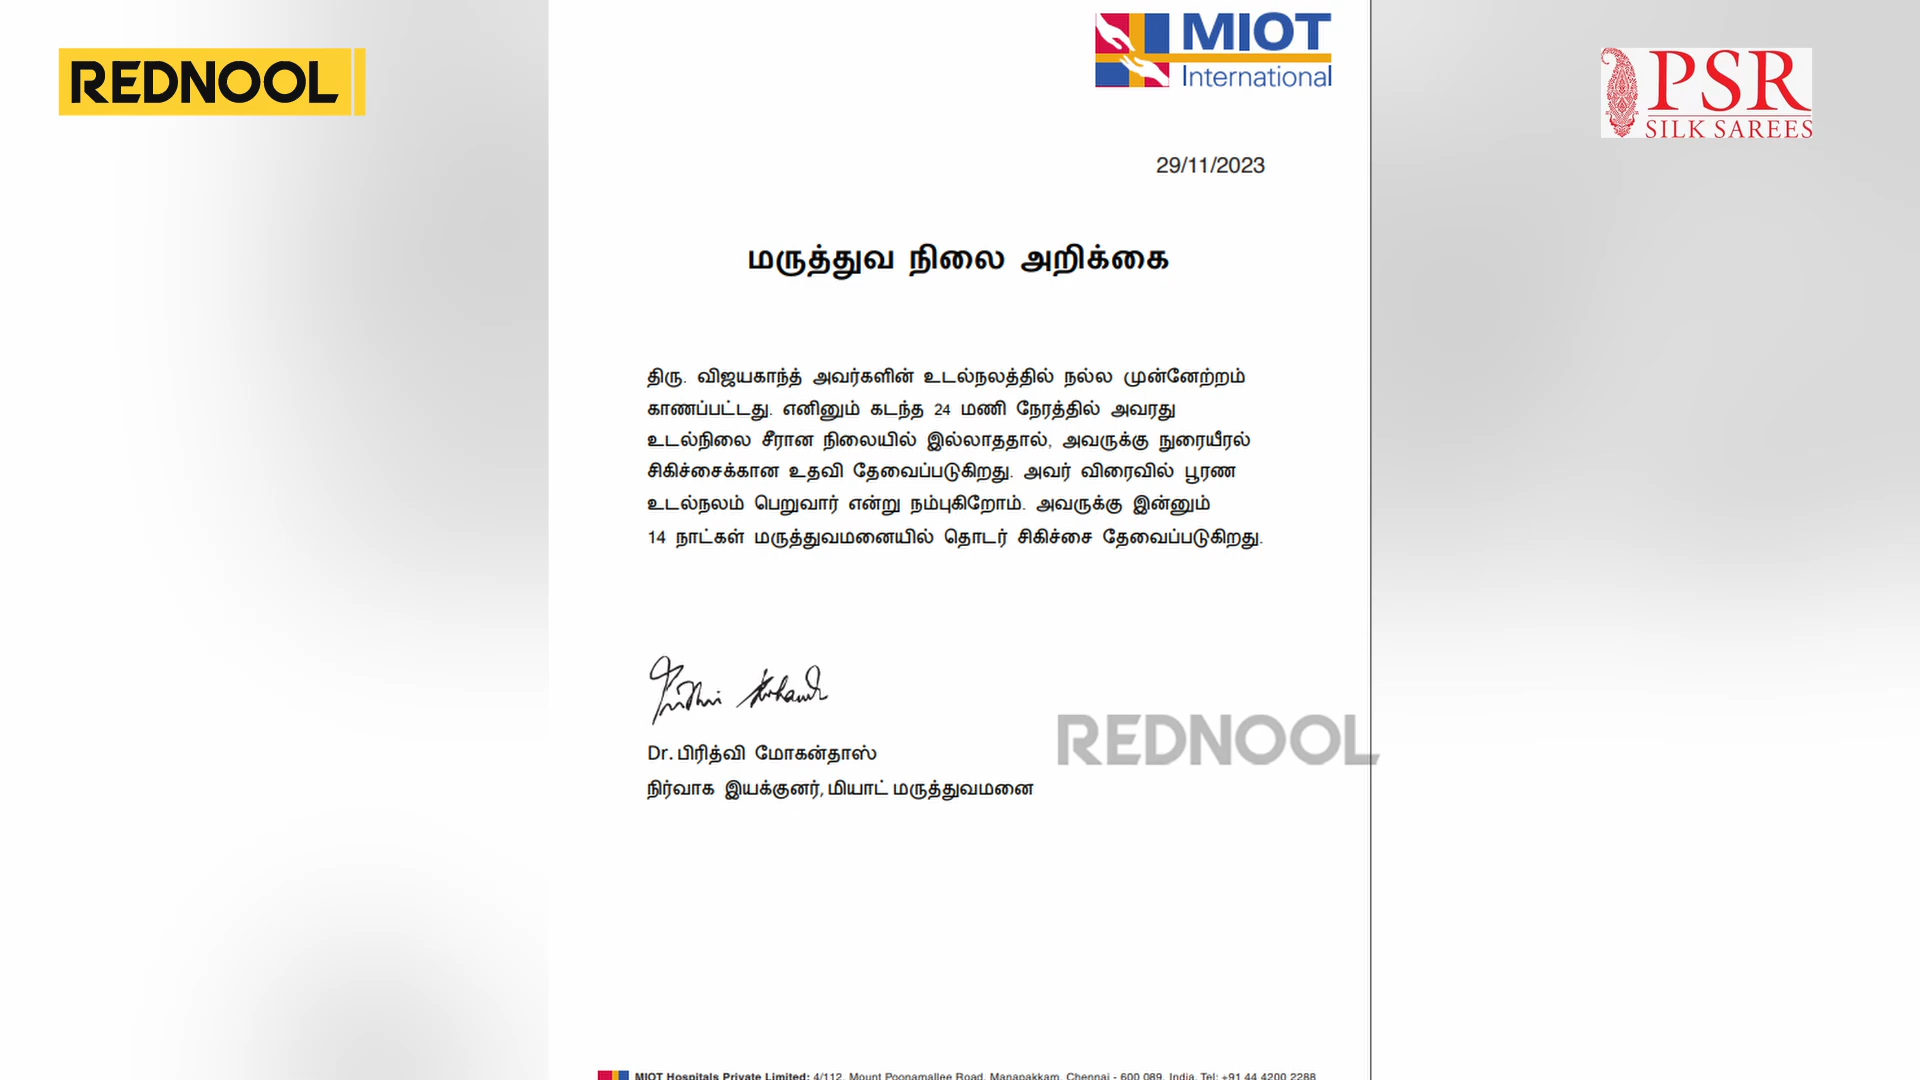 REDNOOL
MIOT
International
PSR
SILK SAREES
29/11/2023
மருத்துவ நிலை அறிக்கை
திரு. விஜயகாந்த் அவர்களின் உடல்நலத்தில் நல்ல முன்னேற்றம்
காணப்பட்டது. எனினும் கடந்த 24 மணி நேரத்தில் அவரது
உடல்நிலை சீரான நிலையில் இல்லாததால், அவருக்கு நுரையீரல்
சிகிச்சைக்கான உதவி தேவைப்படுகிறது. அவர் விரைவில் பூரண
உடல்நலம் பெறுவார் என்று நம்புகிறோம். அவருக்கு இன்னும்
14 நாட்கள் மருத்துவமனையில் தொடர் சிகிச்சை தேவைப்படுகிறது.
REDNOOL
Dr. பிரித்வி மோகன்தாஸ்
நிர்வாக இயக்குனர், மியாட் மருத்துவமனை
MIOT Hospitals Private Limited: 4/112, Mount Poonamallee Road, Manapakkam, Chennai - 600 089, India. Tel: +91 44 4200 2288